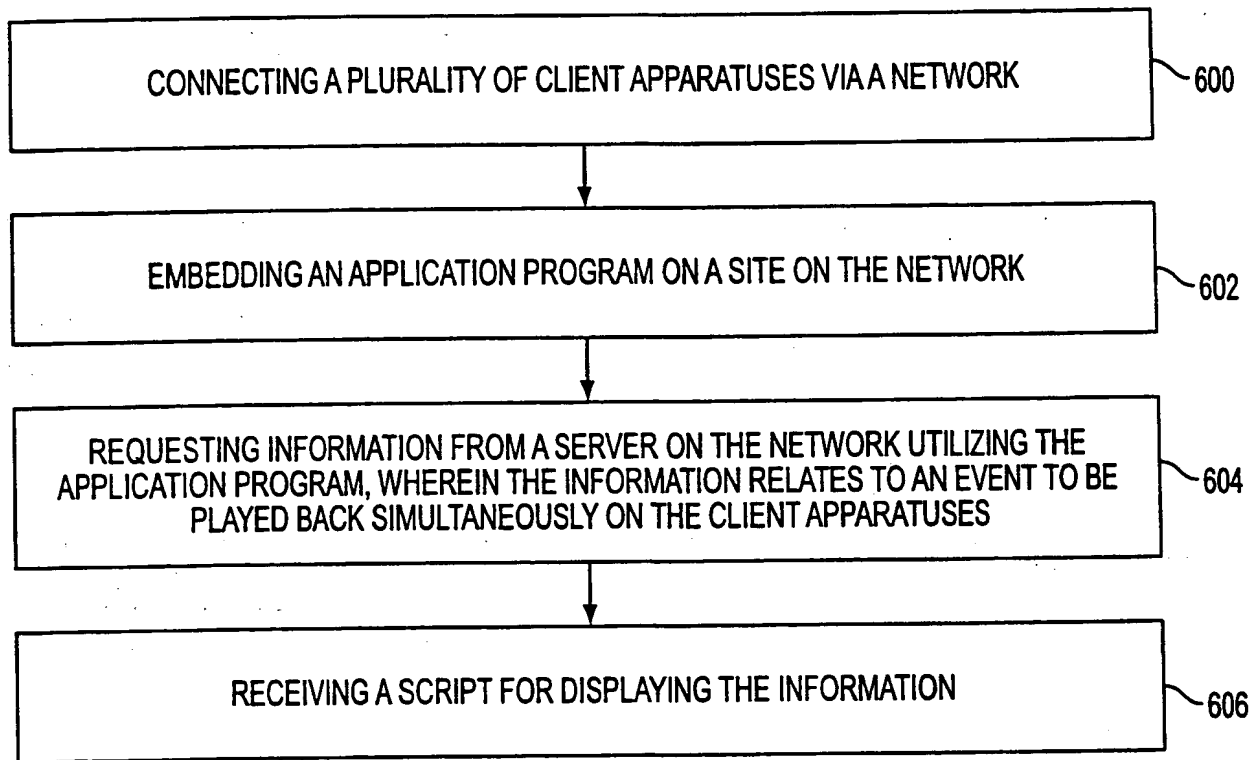 CONNECTING A PLURALITY OF CLIENT APPARATUSES VIA A NETWORK
600
EMBEDDING AN APPLICATION PROGRAM ON A SITE ON THE NETWORK
602
REQUESTING INFORMATION FROM A SERVER ON THE NETWORK UTILIZING THE
APPLICATION PROGRAM, WHEREIN THE INFORMATION RELATES TO AN EVENT TO BE
PLAYED BACK SIMULTANEOUSLY ON THE CLIENT APPARATUSES
604
RECEIVING A SCRIPT FOR DISPLAYING THE INFORMATION
606